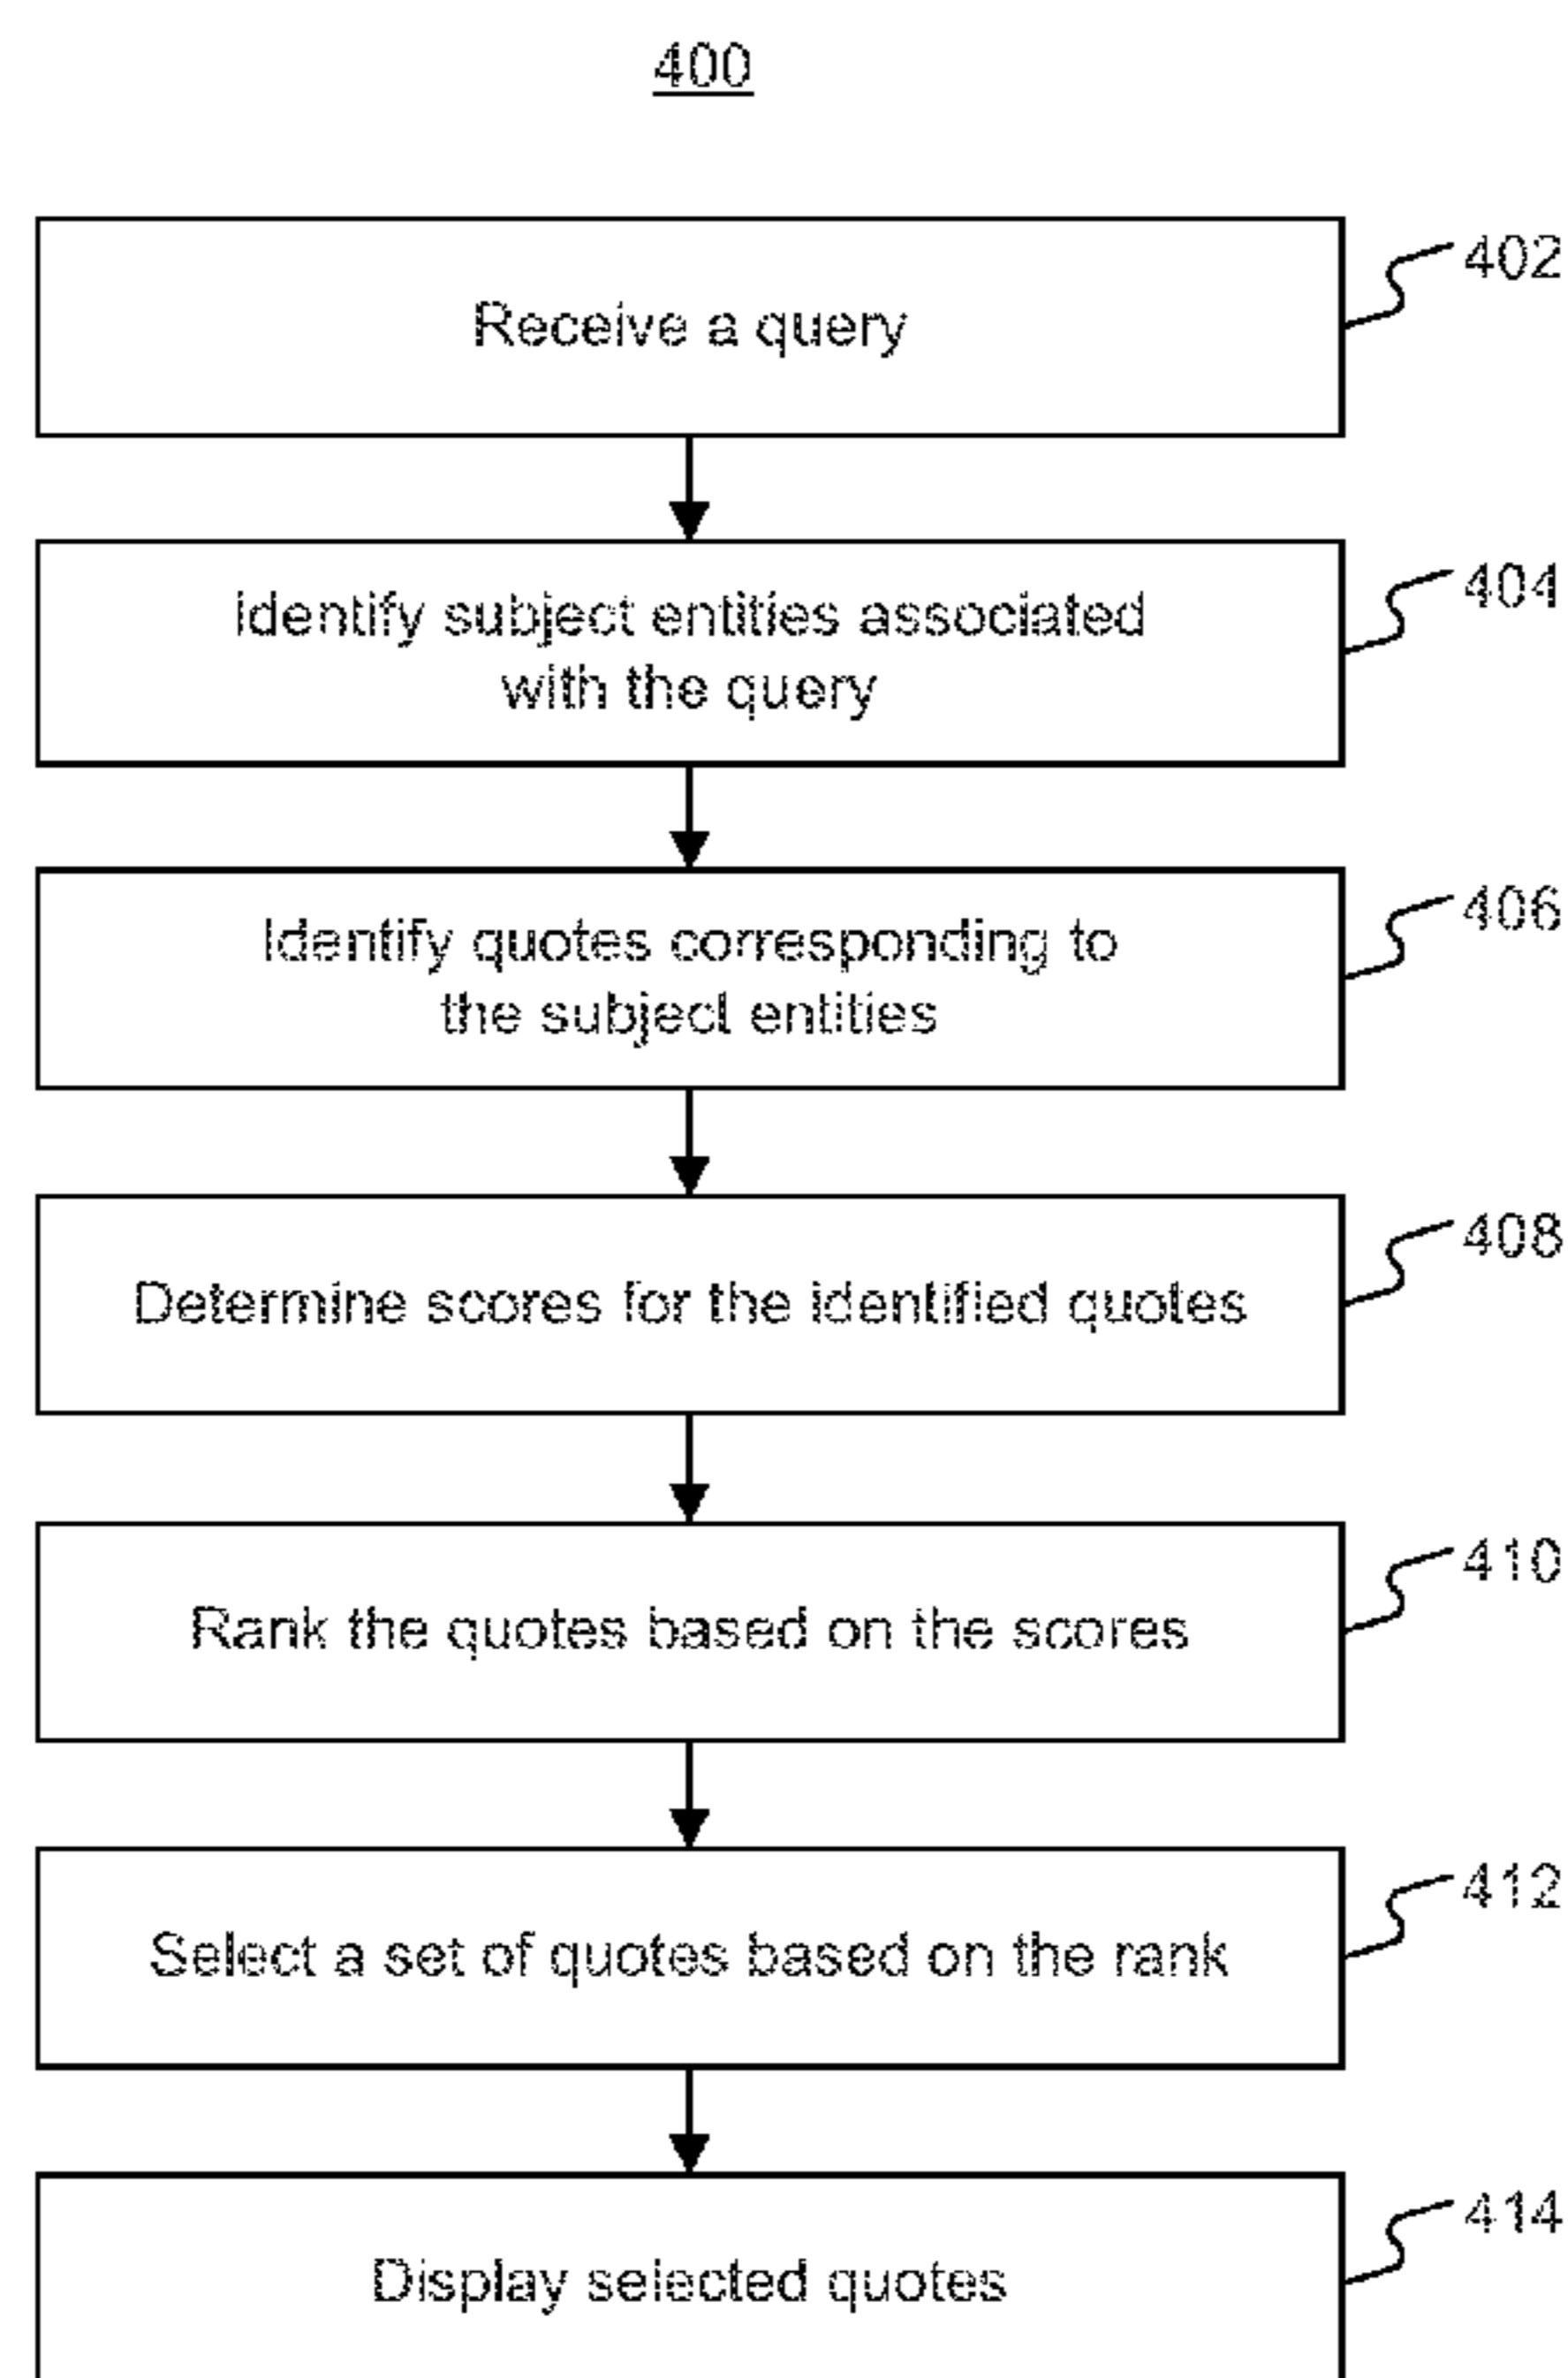 400
Receive a query
402
Identify subject entities associated
with the query
404
Identify quotes corresponding to
the subject entities
406
Determine scores for the identified quotes
408
Rank the quotes based on the scores
410
Select a set of quotes based on the rank
412
Display selected quotes
414